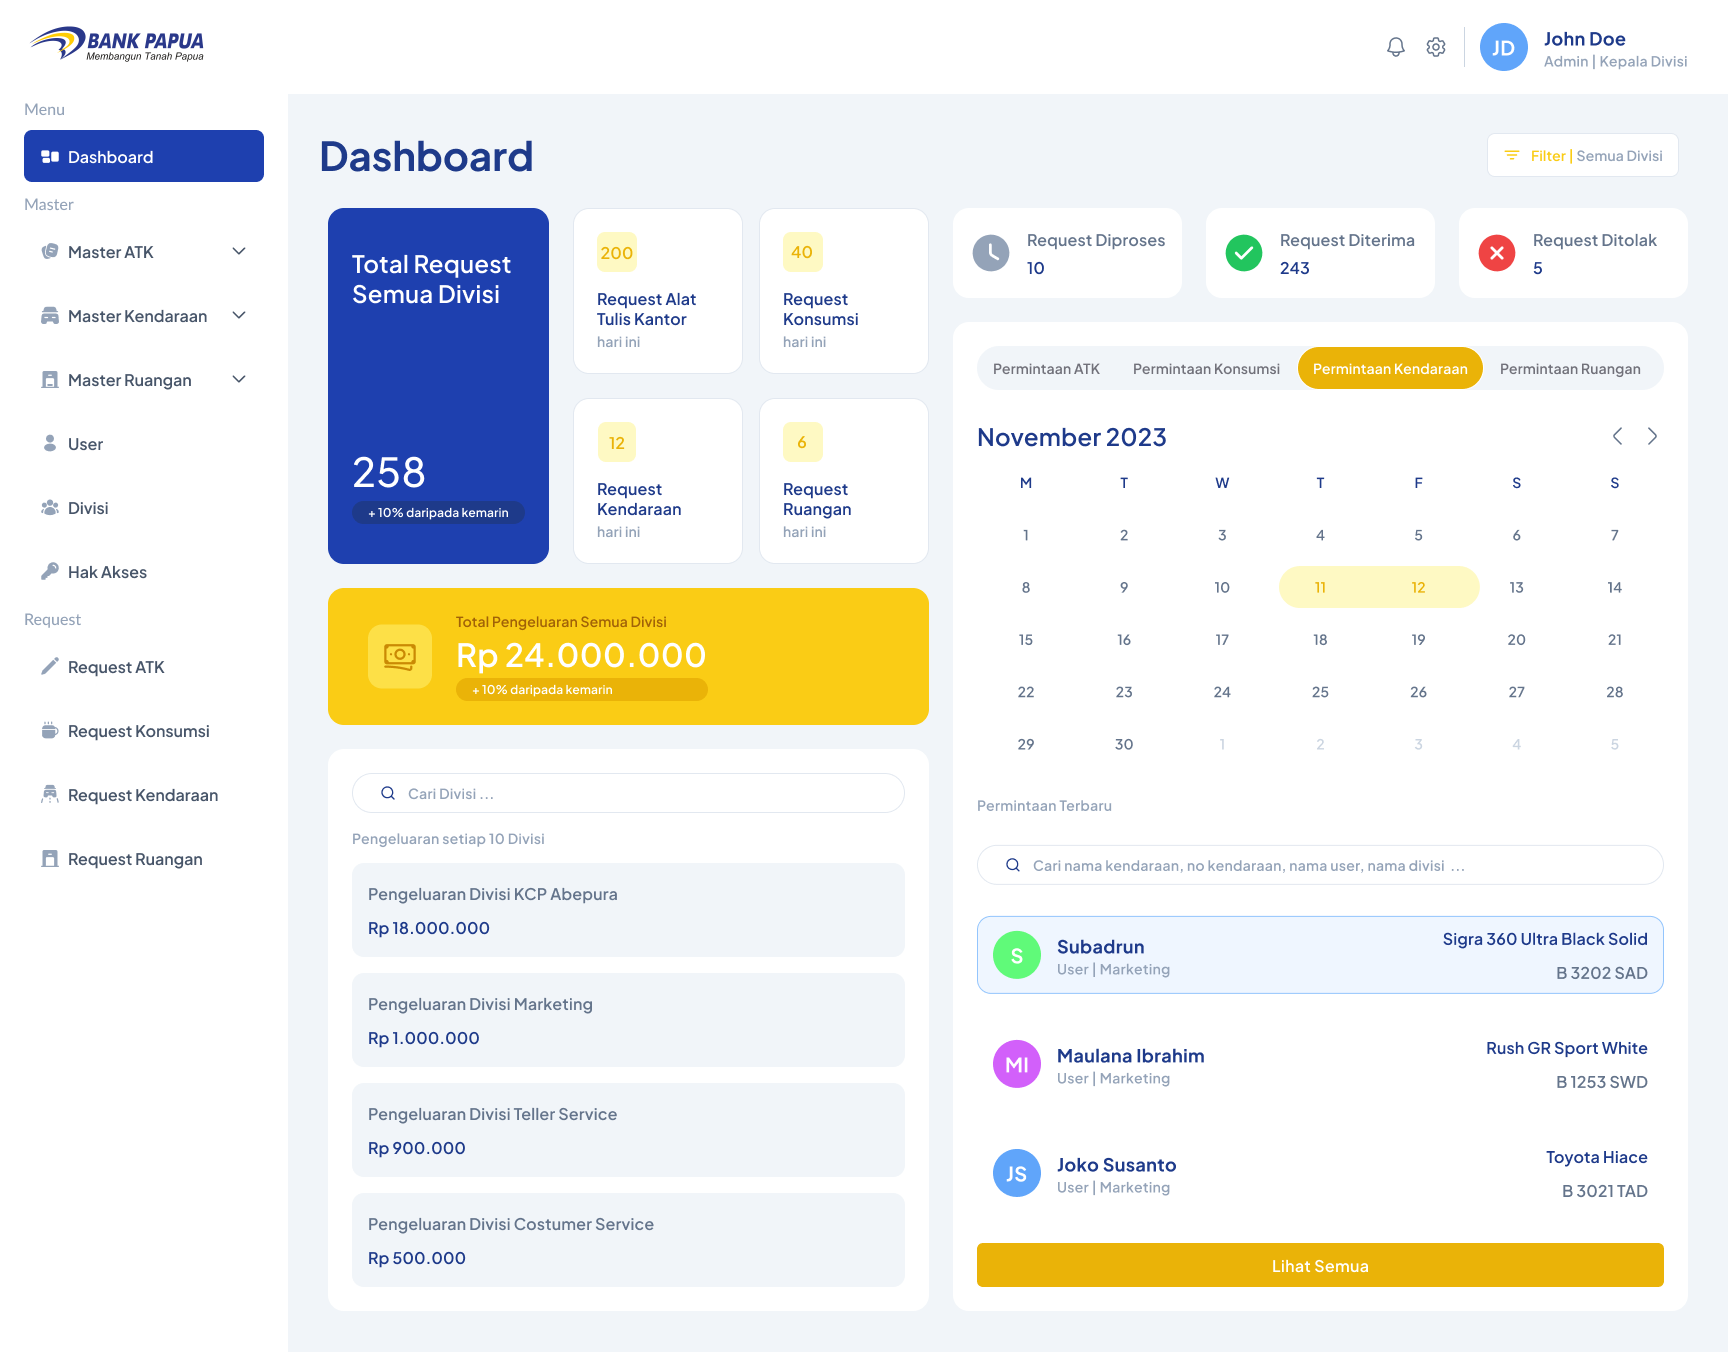 BANK PAPUA
Membangun Tanah Papua
JD
John Doe
Admin | Kepala Divisi
Menu
Dashboard
Master
Master ATK
Master Kendaraan
Master Ruangan
User
Divisi
Hak Akses
Request
Request ATK
Request Konsumsi
Request Kendaraan
Request Ruangan
Dashboard
Filter | Semua Divisi
Total Request
Semua Divisi
258
+ 10% daripada kemarin
200
Request Alat
Tulis Kantor
hari ini
40
Request
Konsumsi
hari ini
12
Request
Kendaraan
hari ini
6
Request
Ruangan
hari ini
Total Pengeluaran Semua Divisi
Rp 24.000.000
+ 10% daripada kemarin
Cari Divisi ...
Pengeluaran setiap 10 Divisi
Pengeluaran Divisi KCP Abepura
Rp 18.000.000
Pengeluaran Divisi Marketing
Rp 1.000.000
Pengeluaran Divisi Teller Service
Rp 900.000
Pengeluaran Divisi Costumer Service
Rp 500.000
Request Diproses
10
Request Diterima
243
Request Ditolak
5
Permintaan ATK
Permintaan Konsumsi
Permintaan Kendaraan
Permintaan Ruangan
November 2023
M T W T F S S
1 2 3 4 5 6 7
8 9 10 11 12 13 14
15 16 17 18 19 20 21
22 23 24 25 26 27 28
29 30 1 2 3 4 5
Permintaan Terbaru
Cari nama kendaraan, no kendaraan, nama user, nama divisi ...
S
Subadrun
User | Marketing
Sigra 360 Ultra Black Solid
B 3202 SAD
MI
Maulana Ibrahim
User | Marketing
Rush GR Sport White
B 1253 SWD
JS
Joko Susanto
User | Marketing
Toyota Hiace
B 3021 TAD
Lihat Semua